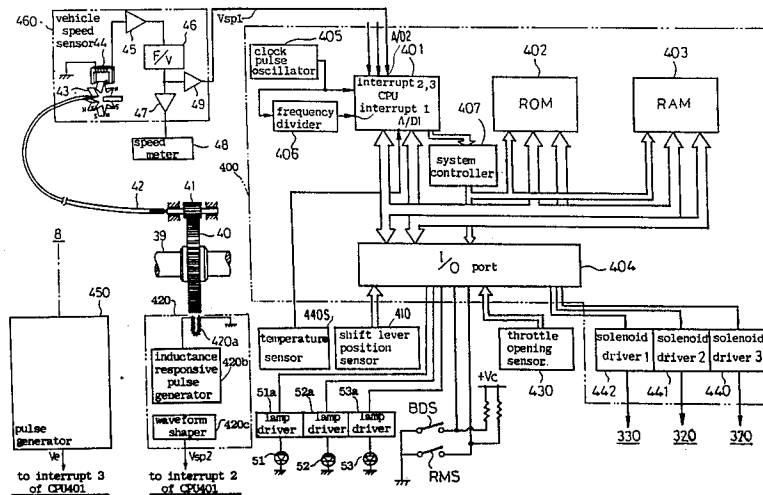 460
vehicle
speed
sensor
44
45
46
F/V
43
N
S
47
49
48
speed
meter
Vsp1
A/D2
405
clock
pulse
oscillator
401
interrupt 2,3
CPU
interrupt 1
A/D1
frequency
divider
406
407
system
controller
402
ROM
403
RAM
400
42
41
40
39
8
450
pulse
generator
Ve
to interrupt 3
of CPU401
420
420a
inductance
responsive
pulse
generator
420b
waveform
shaper
420c
Vsp2
to interrupt 2
of CPU401
I/O port
404
440S
temperature
sensor
410
shift lever
position
sensor
51a
52a
53a
lamp
driver
lamp
driver
lamp
driver
51
52
53
+Vc
BDS
RMS
throttle
opening
sensor.
430
solenoid
driver 1
solenoid
driver 2
solenoid
driver 3
442
441
440
330
320
320